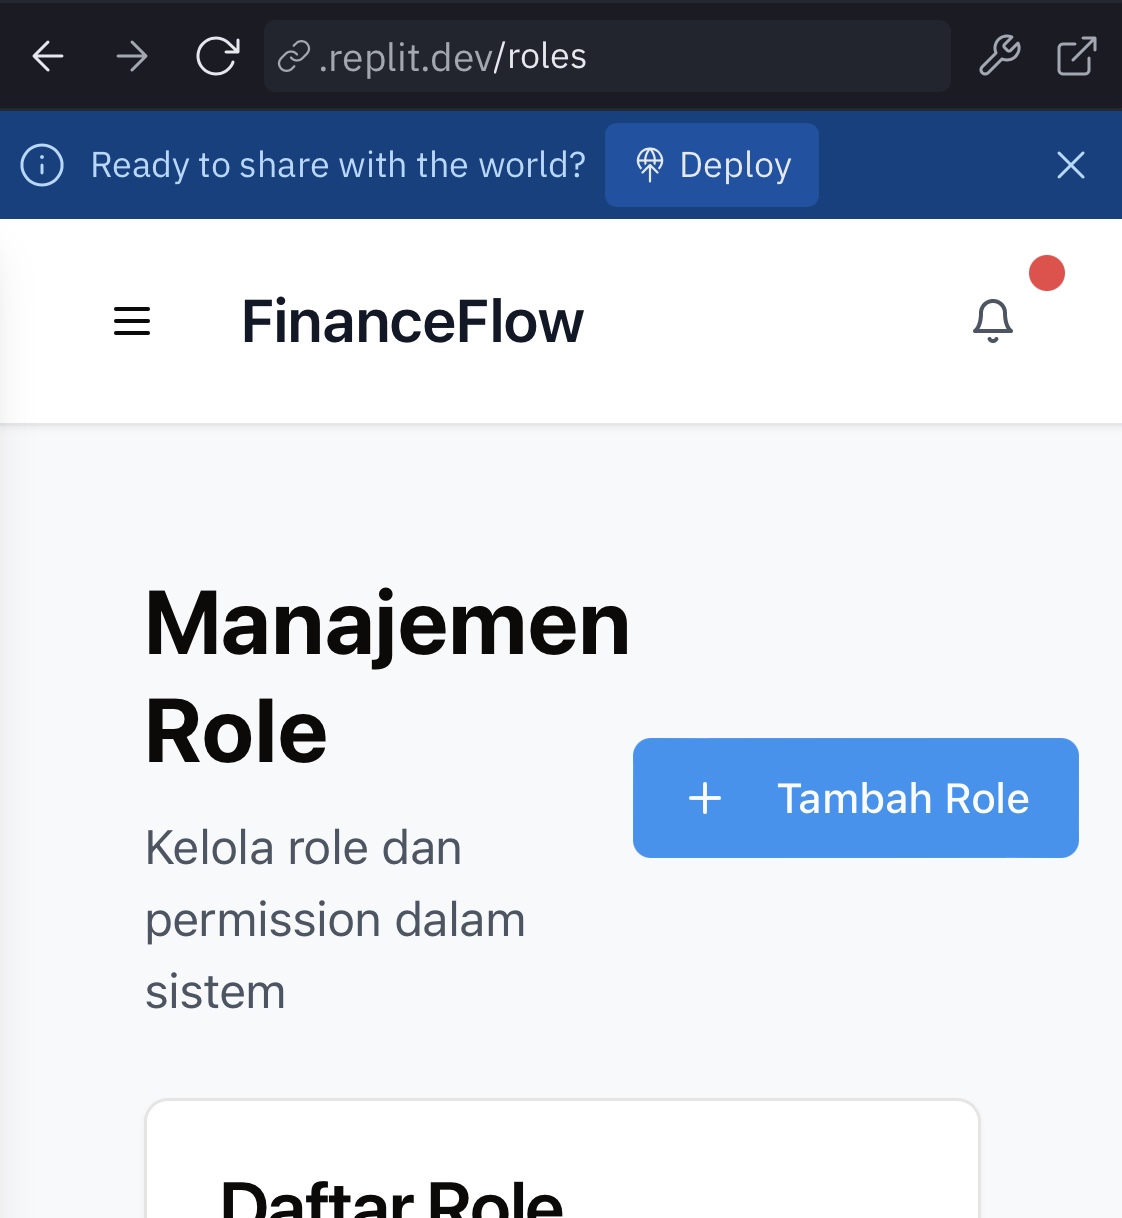 .replit.dev/roles
Ready to share with the world?
Deploy
FinanceFlow
Manajemen
Role
Tambah Role
Kelola role dan
permission dalam
sistem
Daftar Role